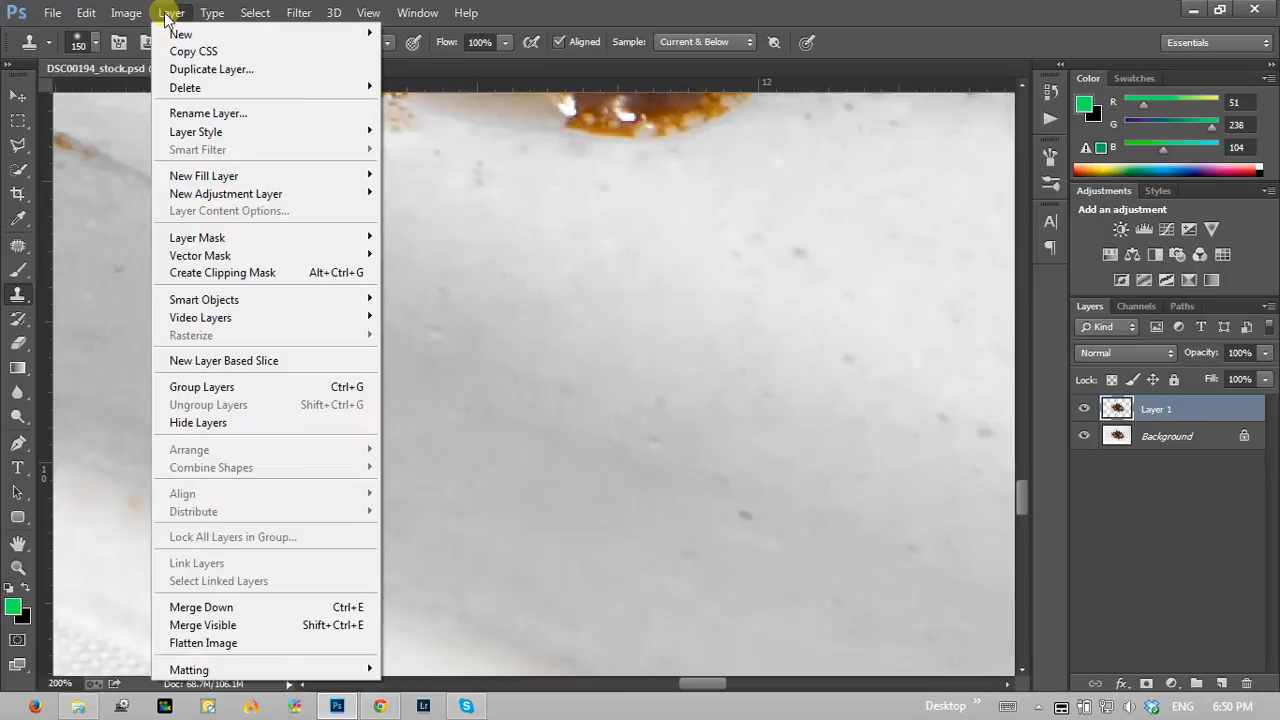 Ps File Edit Image Layer Type Select Filter 3D View Window Help
150 Flow: 100% Aligned Sample: Current & Below Essentials
DSC00194_stock.psd
12
New
Copy CSS
Duplicate Layer...
Delete
Rename Layer...
Layer Style
Smart Filter
New Fill Layer
New Adjustment Layer
Layer Content Options...
Layer Mask
Vector Mask
Create Clipping Mask Alt+Ctrl+G
Smart Objects
Video Layers
Rasterize
New Layer Based Slice
Group Layers Ctrl+G
Ungroup Layers Shift+Ctrl+G
Hide Layers
Arrange
Combine Shapes
Align
Distribute
Lock All Layers in Group...
Link Layers
Select Linked Layers
Merge Down Ctrl+E
Merge Visible Shift+Ctrl+E
Flatten Image
Matting
Color Swatches
R 51
G 238
B 104
Adjustments Styles
Add an adjustment
Layers Channels Paths
Kind
Normal Opacity: 100%
Lock: Fill: 100%
Layer 1
Background
200% Doc: 68.7M/106.1M
Desktop ENG 6:50 PM